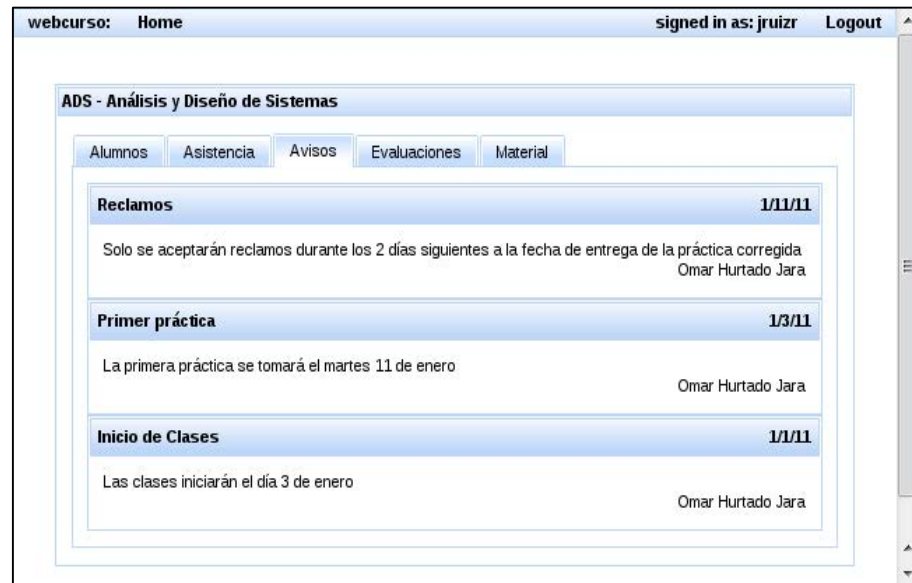 webcurso: Home signed in as: jruizr Logout
ADS - Análisis y Diseño de Sistemas
Alumnos Asistencia Avisos Evaluaciones Material
Reclamos 1/11/11
Solo se aceptarán reclamos durante los 2 días siguientes a la fecha de entrega de la práctica corregida
Omar Hurtado Jara
Primer práctica 1/3/11
La primera práctica se tomará el martes 11 de enero
Omar Hurtado Jara
Inicio de Clases 1/1/11
Las clases iniciarán el día 3 de enero
Omar Hurtado Jara